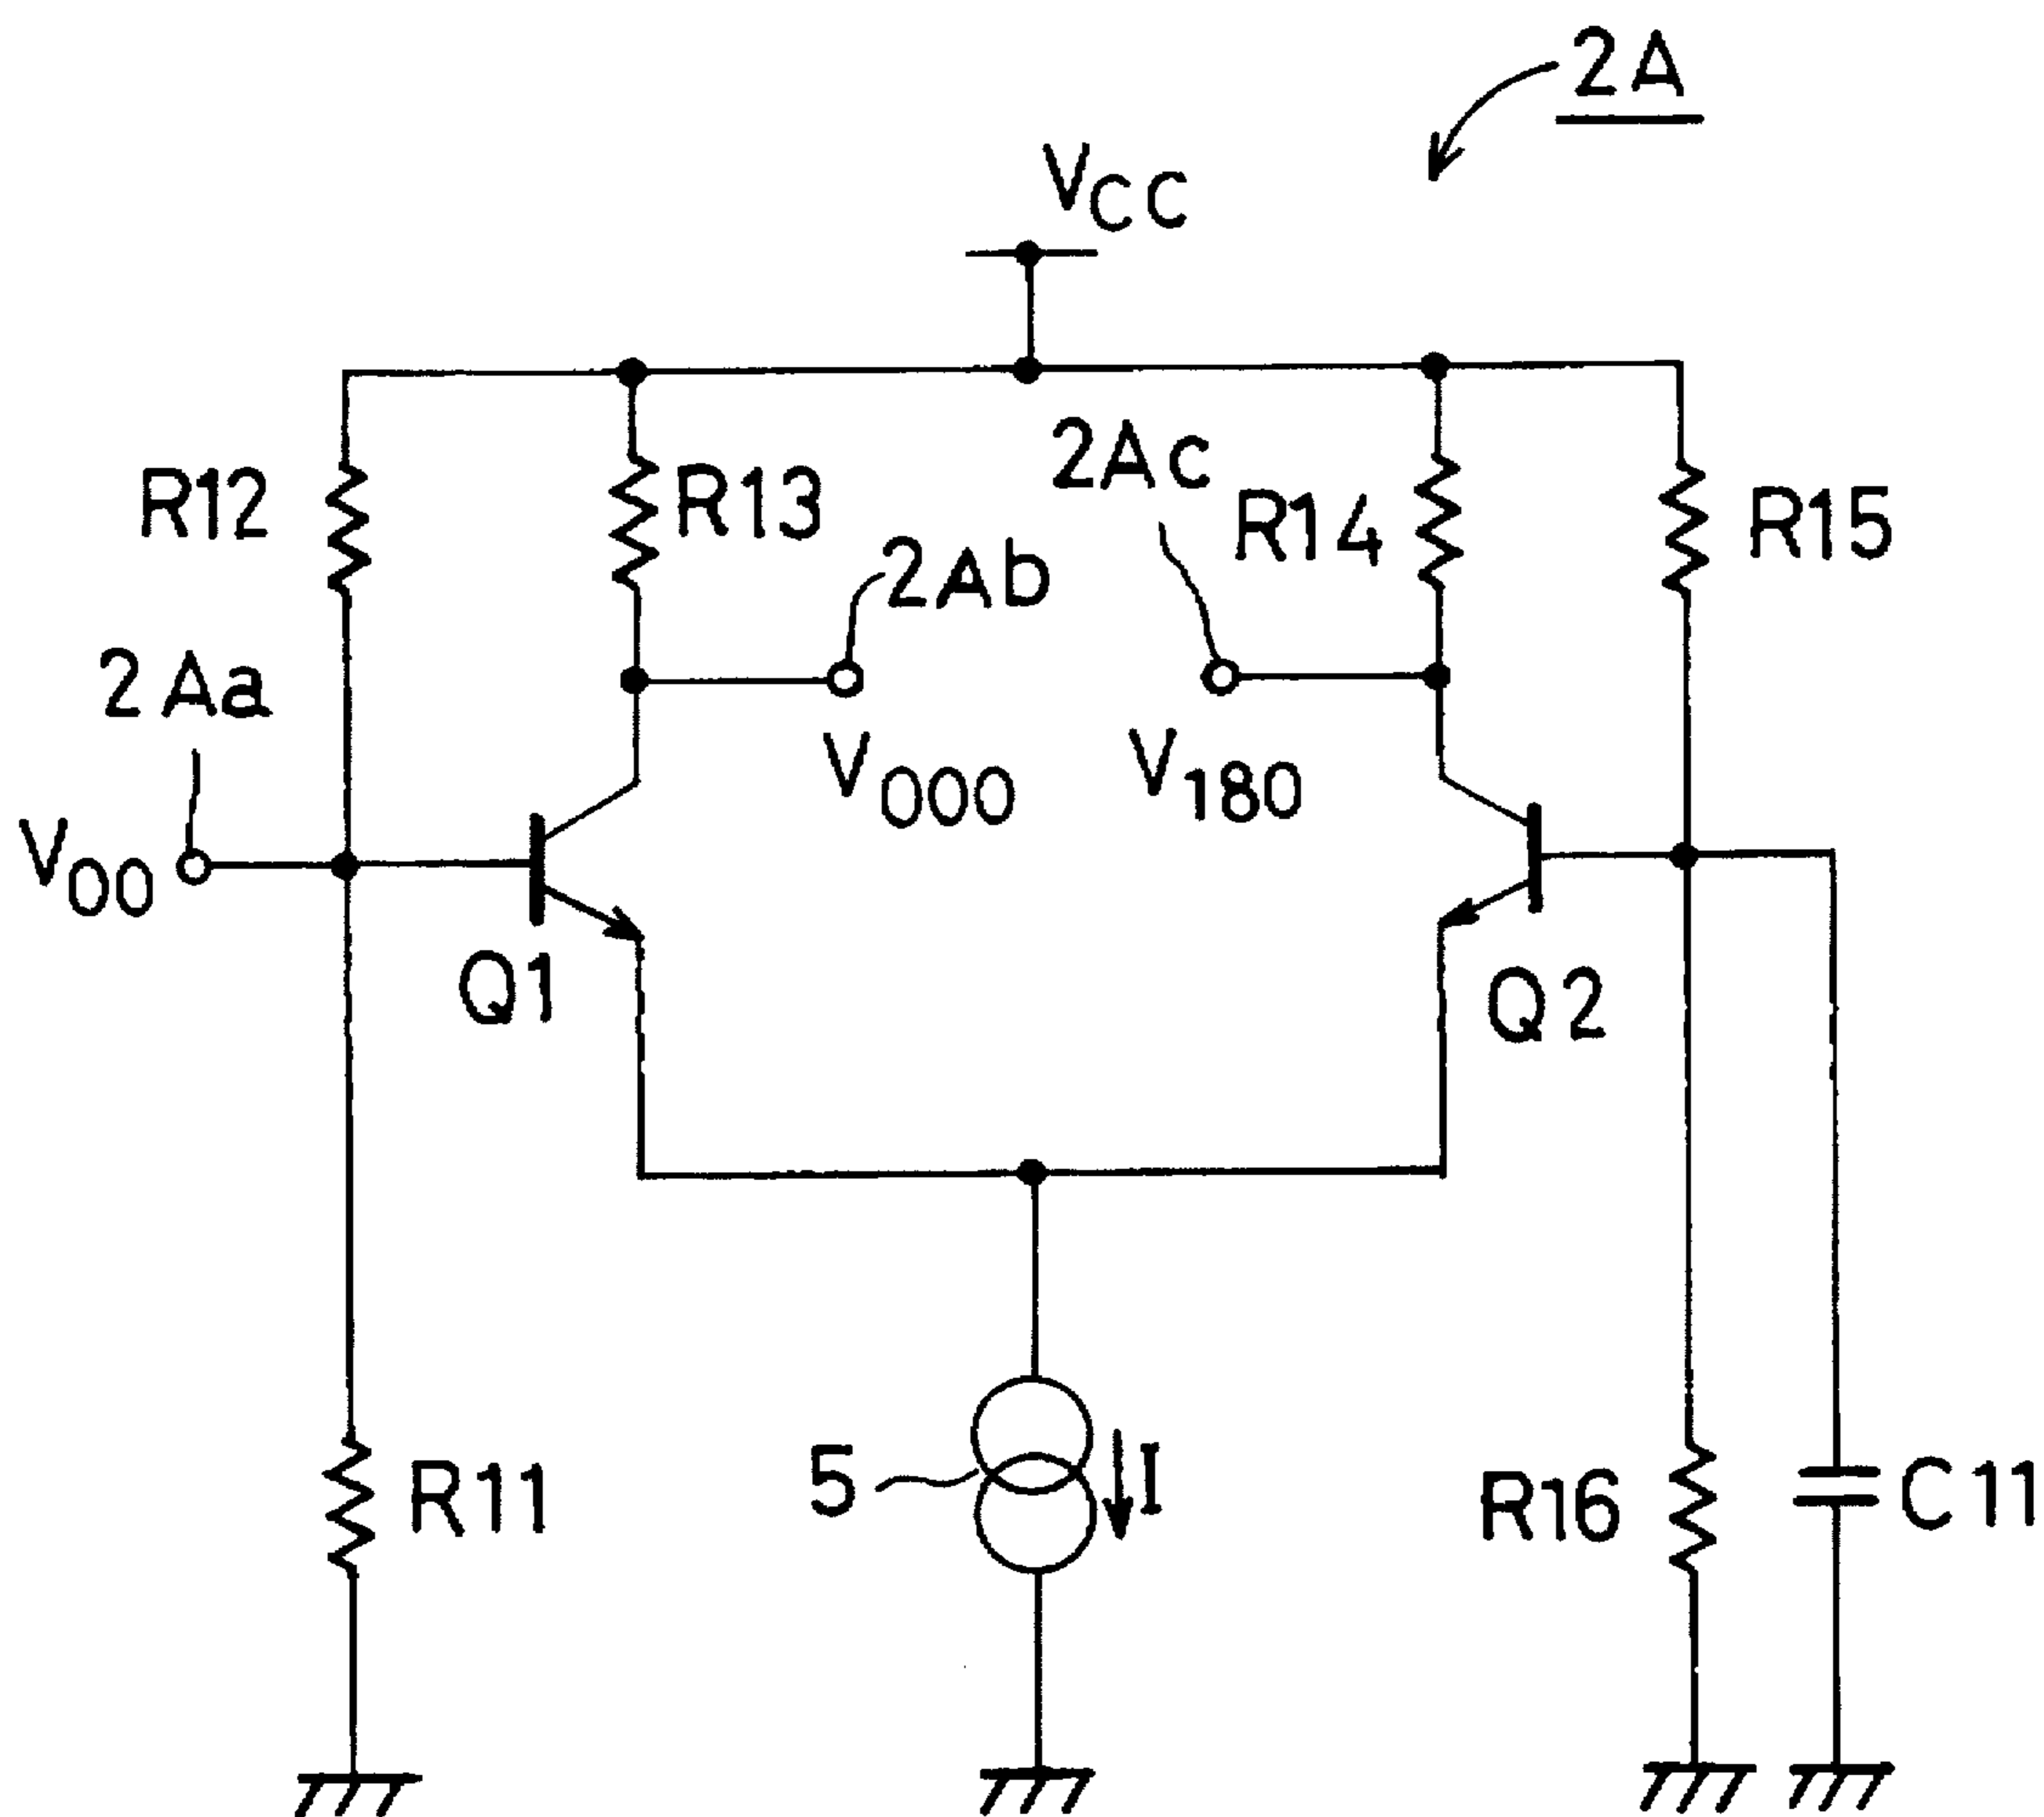 2A
VCC
R12
R13
2Ac
R14
R15
2Ab
2Aa
V000
V180
V00
Q1
Q2
5
I
R11
R16
C11